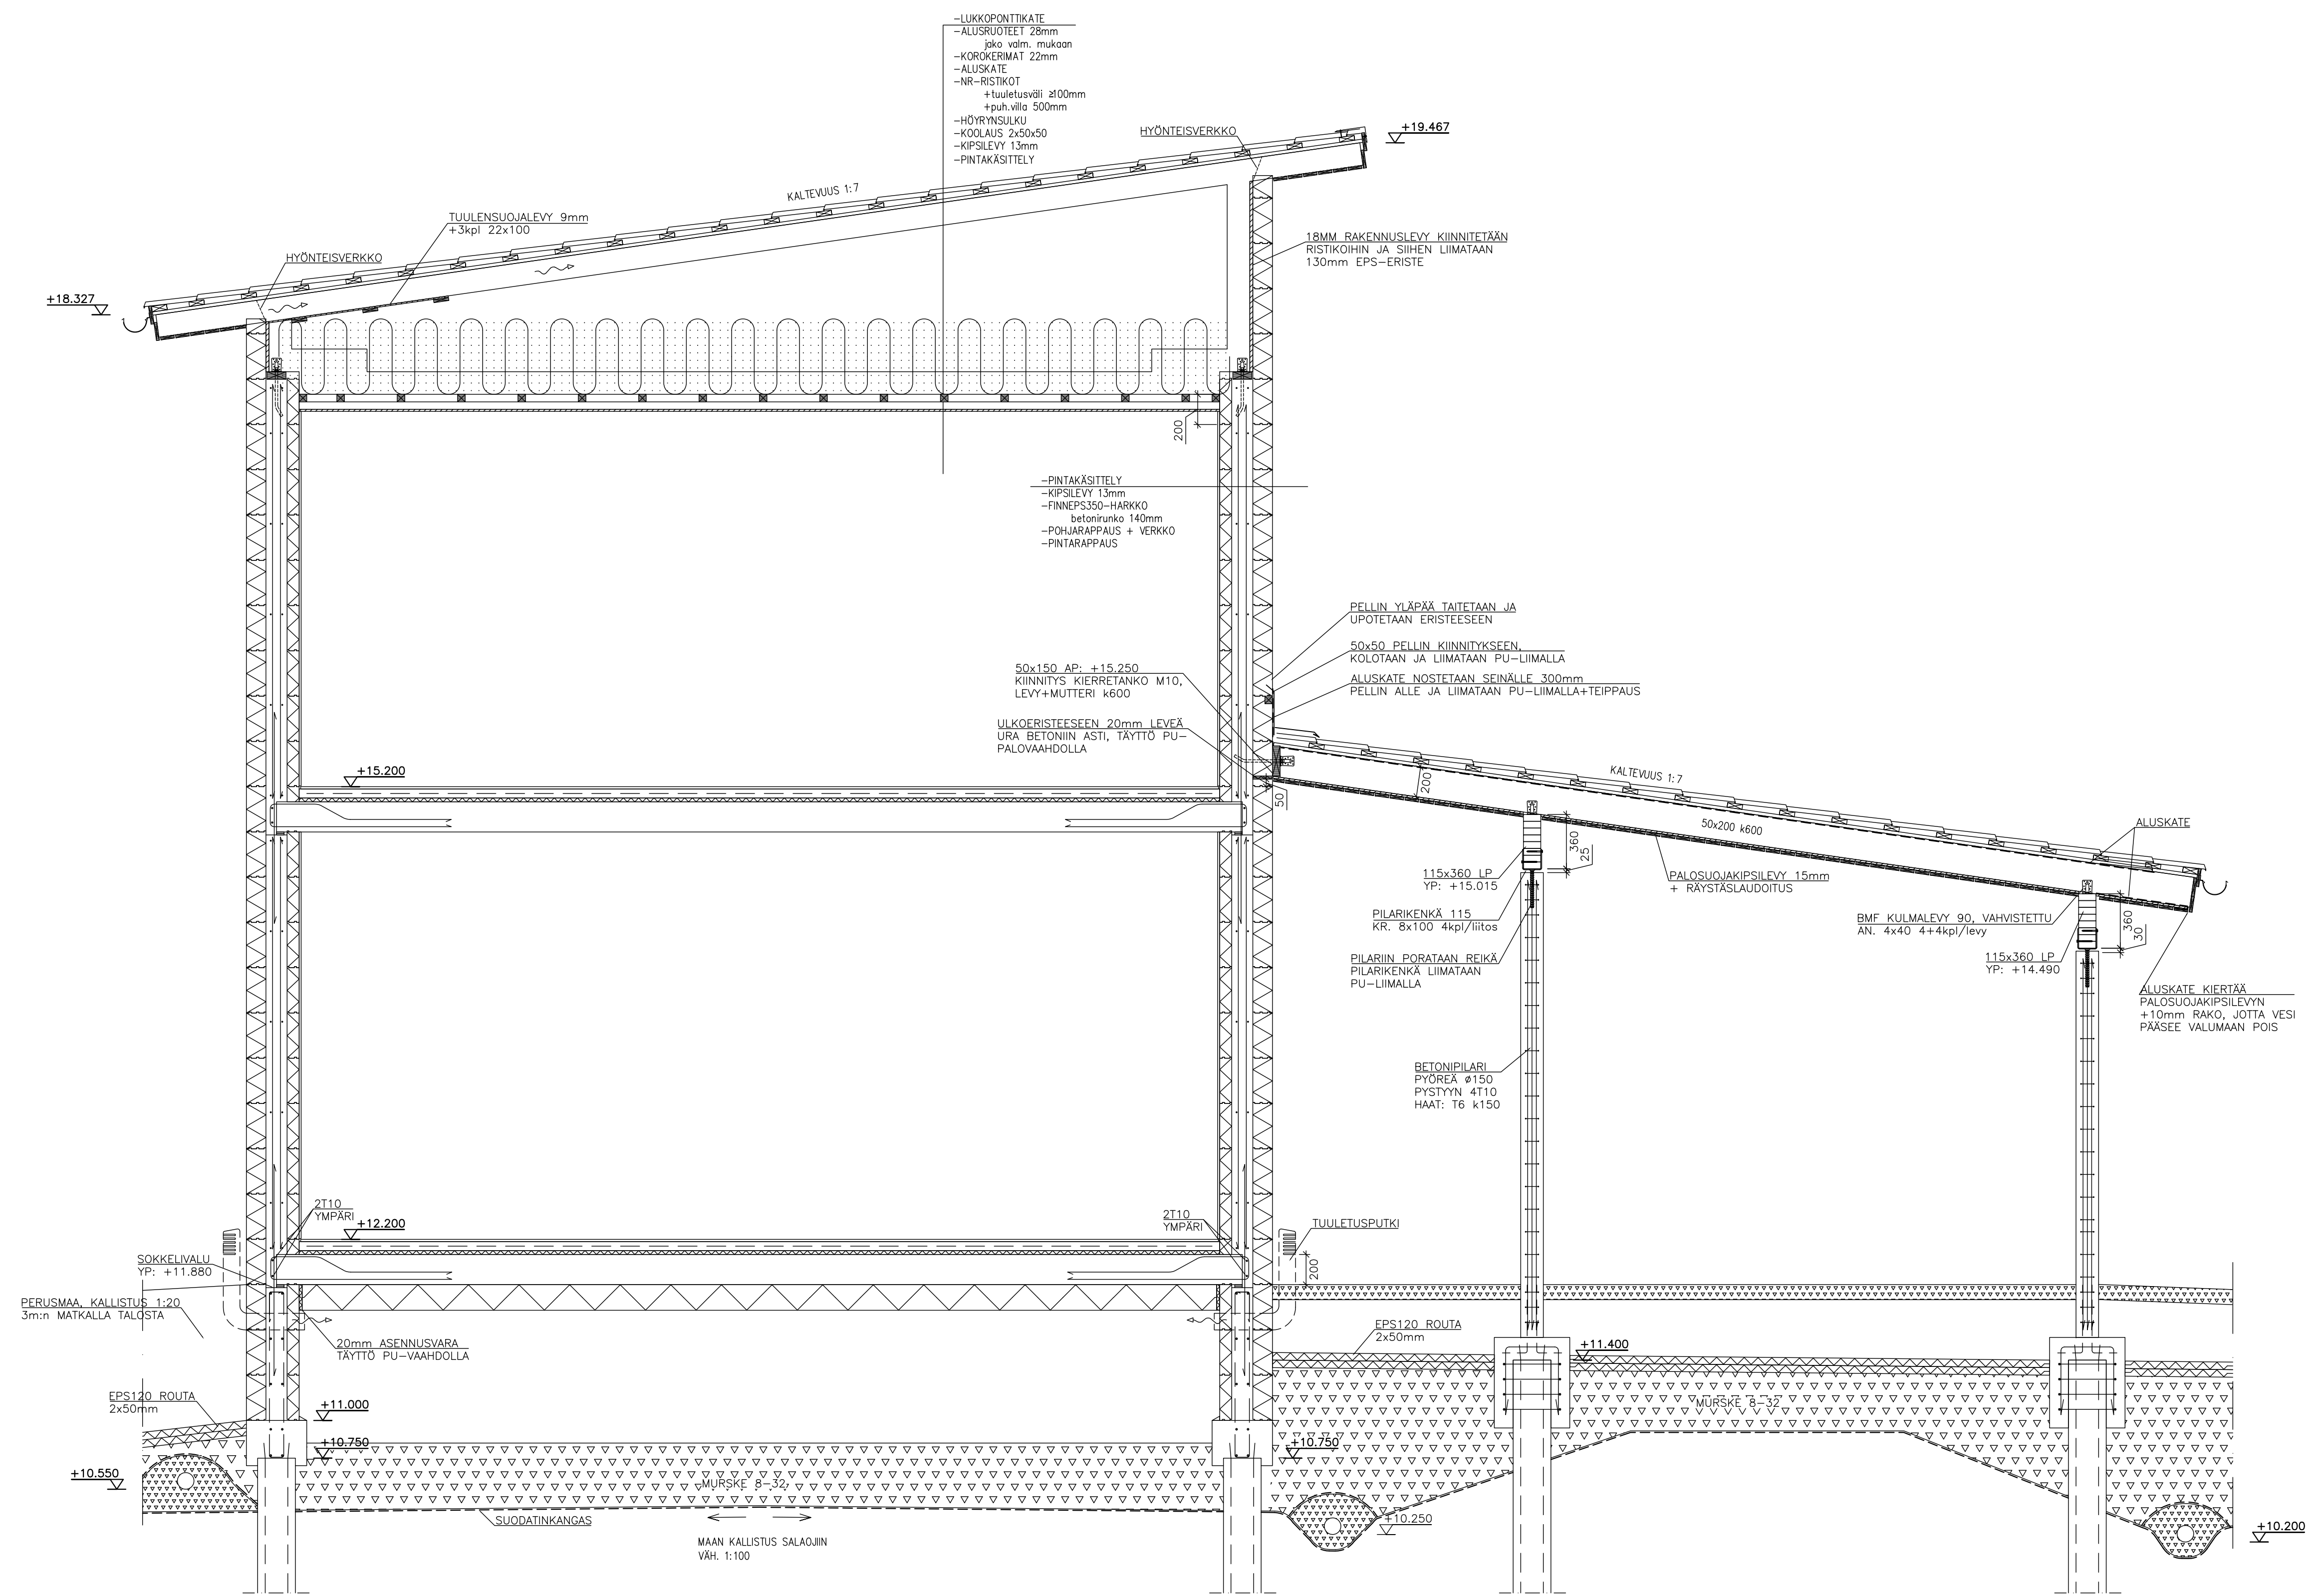 -LUKKOPONTTIKATE
-ALUSRUOTEET 28mm
jako valm. mukaan
-KOROKERIMAT 22mm
-ALUSKATE
-NR-RISTIKOT
+tuuletusväli ≥100mm
+puh.villa 500mm
-HÖYRYNSULKU
-KOOLAUS 2x50x50
-KIPSILEVY 13mm
-PINTAKÄSITTELY
HYÖNTEISVERKKO
+19.467
KALTEVUUS 1:7
TUULENSUOJALEVY 9mm
+3kpl 22x100
HYÖNTEISVERKKO
18MM RAKENNUSLEVY KIINNITETÄÄN
RISTIKOIHIN JA SIIHEN LIIMATAAN
130mm EPS-ERISTE
+18.327
200
-PINTAKÄSITTELY
-KIPSILEVY 13mm
-FINNEPS350-HARKKO
betonirunko 140mm
-POHJARAPPAUS + VERKKO
-PINTARAPPAUS
PELLIN YLÄPÄÄ TAITETAAN JA
UPOTETAAN ERISTEESEEN
50x50 PELLIN KIINNITYKSEEN,
KOLOTAAN JA LIIMATAAN PU-LIIMALLA
ALUSKATE NOSTETAAN SEINÄLLE 300mm
PELLIN ALLE JA LIIMATAAN PU-LIIMALLA+TEIPPAUS
50x150 AP: +15.250
KIINNITYS KIERRETANKO M10,
LEVY+MUTTERI k600
ULKOERISTEESEEN 20mm LEVEÄ
URA BETONIIN ASTI, TÄYTTÖ PU-
PALOVAAHDOLLA
+15.200
KALTEVUUS 1:7
200
50
50x200 k600
360
25
ALUSKATE
115x360 LP
YP: +15.015
PALOSUOJAKIPSILEVY 15mm
+ RÄYSTÄSLAUDOITUS
PILARIKENKÄ 115
KR. 8x100 4kpl/liitos
BMF KULMALEVY 90, VAHVISTETTU
AN. 4x40 4+4kpl/levy
360
30
PILARIIN PORATAAN REIKÄ
PILARIKENKÄ LIIMATAAN
PU-LIIMALLA
115x360 LP
YP: +14.490
ALUSKATE KIERTÄÄ
PALOSUOJAKIPSILEVYN
+10mm RAKO, JOTTA VESI
PÄÄSEE VALUMAAN POIS
BETONIPILARI
PYÖREÄ ø150
PYSTYYN 4T10
HAAT: T6 k150
2T10
YMPÄRI
+12.200
2T10
YMPÄRI
TUULETUSPUTKI
SOKKELIVALU
YP: +11.880
200
PERUSMAA, KALLISTUS 1:20
3m:n MATKALLA TALOSTA
20mm ASENNUSVARA
TÄYTTÖ PU-VAAHDOLLA
EPS120 ROUTA
2x50mm
+11.400
EPS120 ROUTA
2x50mm
+11.000
MURSKE 8-32
+10.750
+10.750
+10.550
MURSKE 8-32
SUODATINKANGAS
+10.250
+10.200
MAAN KALLISTUS SALAOJIIN
VÄH. 1:100